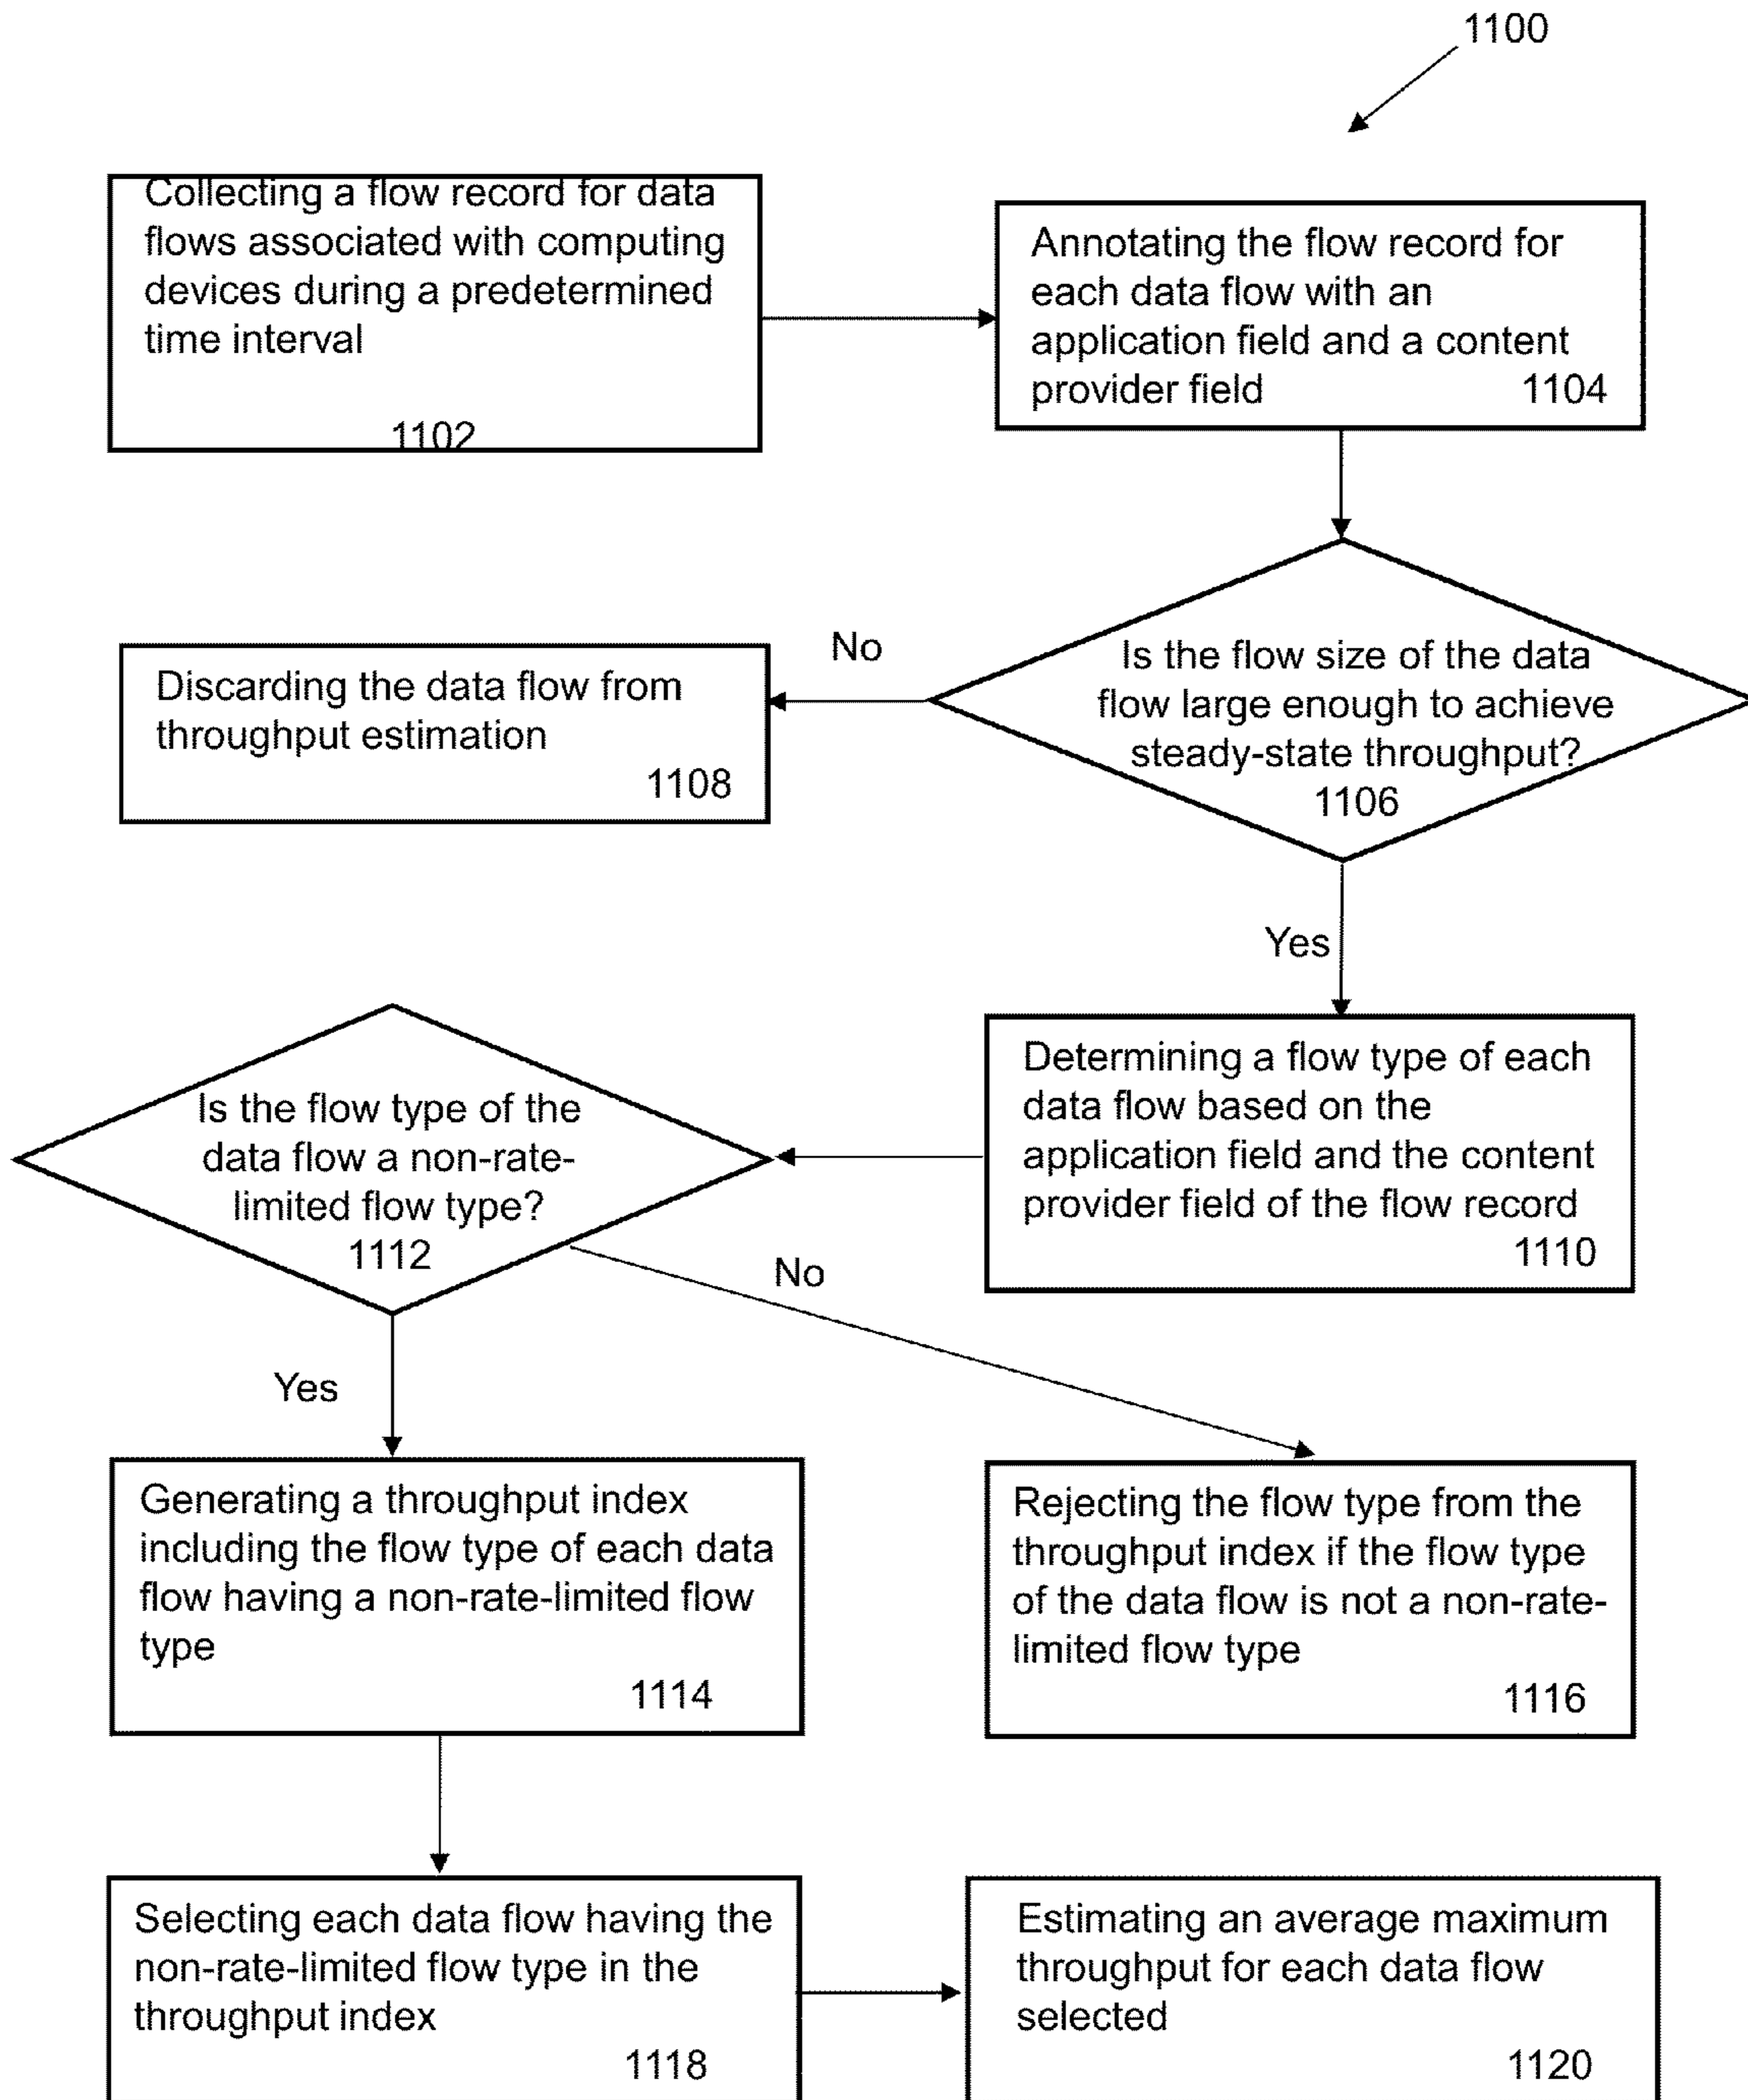 1100
Collecting a flow record for data
flows associated with computing
devices during a predetermined
time interval
1102
Annotating the flow record for
each data flow with an
application field and a content
provider field 1104
Is the flow size of the data
flow large enough to achieve
steady-state throughput?
1106
No
Discarding the data flow from
throughput estimation
1108
Yes
Determining a flow type of each
data flow based on the
application field and the content
provider field of the flow record
1110
Is the flow type of the
data flow a non-rate-
limited flow type?
1112
No
Yes
Generating a throughput index
including the flow type of each data
flow having a non-rate-limited flow
type
1114
Rejecting the flow type from the
throughput index if the flow type
of the data flow is not a non-rate-
limited flow type
1116
Selecting each data flow having the
non-rate-limited flow type in the
throughput index
1118
Estimating an average maximum
throughput for each data flow
selected
1120